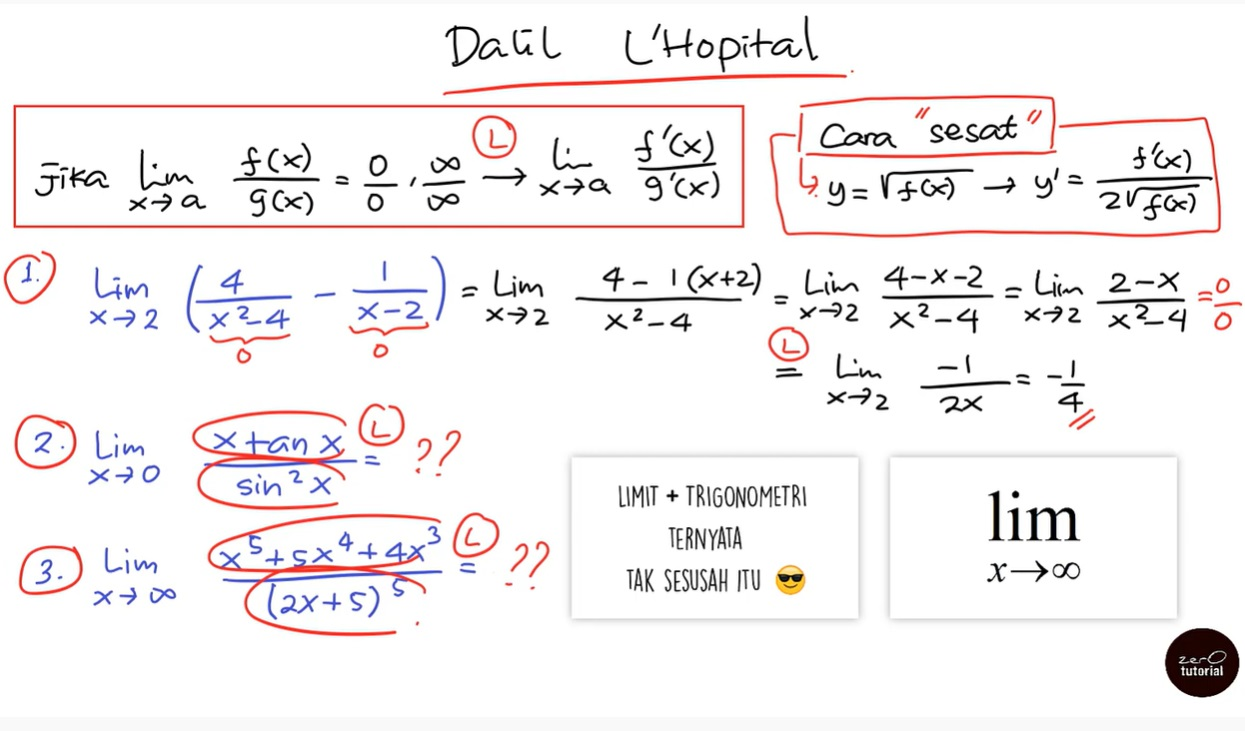 Dalil L'Hopital
Jika Lim x→a f(x)/g(x) = 0/0, ∞/∞ Ⓛ → Lim x→a f'(x)/g'(x)
Cara "sesat"
↳ y = √f(x) → y' = f'(x)/2√f(x)
1. Lim x→2 (4/x²-4 - 1/x-2) = Lim x→2 4 - 1(x+2)/x²-4 = Lim x→2 4-x-2/x²-4 = Lim x→2 2-x/x²-4 = 0/0
0 0
Ⓛ = Lim x→2 -1/2x = -1/4
2. Lim x→0 x tan x/sin² x Ⓛ = ??
3. Lim x→∞ x⁵+5x⁴+4x³/(2x+5)⁵ Ⓛ = ??
LIMIT + TRIGONOMETRI
TERNYATA
TAK SESUSAH ITU 😎
lim
x→∞
zero
tutorial